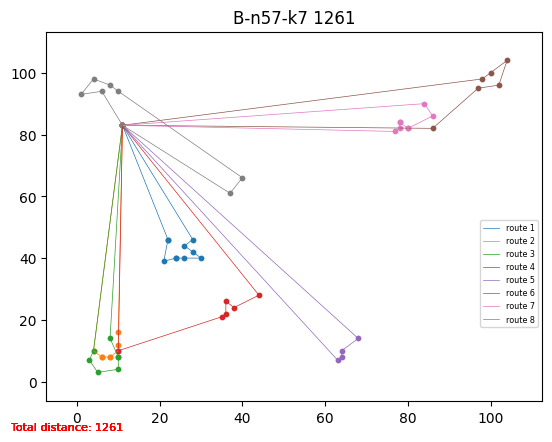 B-n57-k7 1261
100
80
60
40
20
0
0
20
40
60
80
100
route 1
route 2
route 3
route 4
route 5
route 6
route 7
route 8
Total distance: 1261